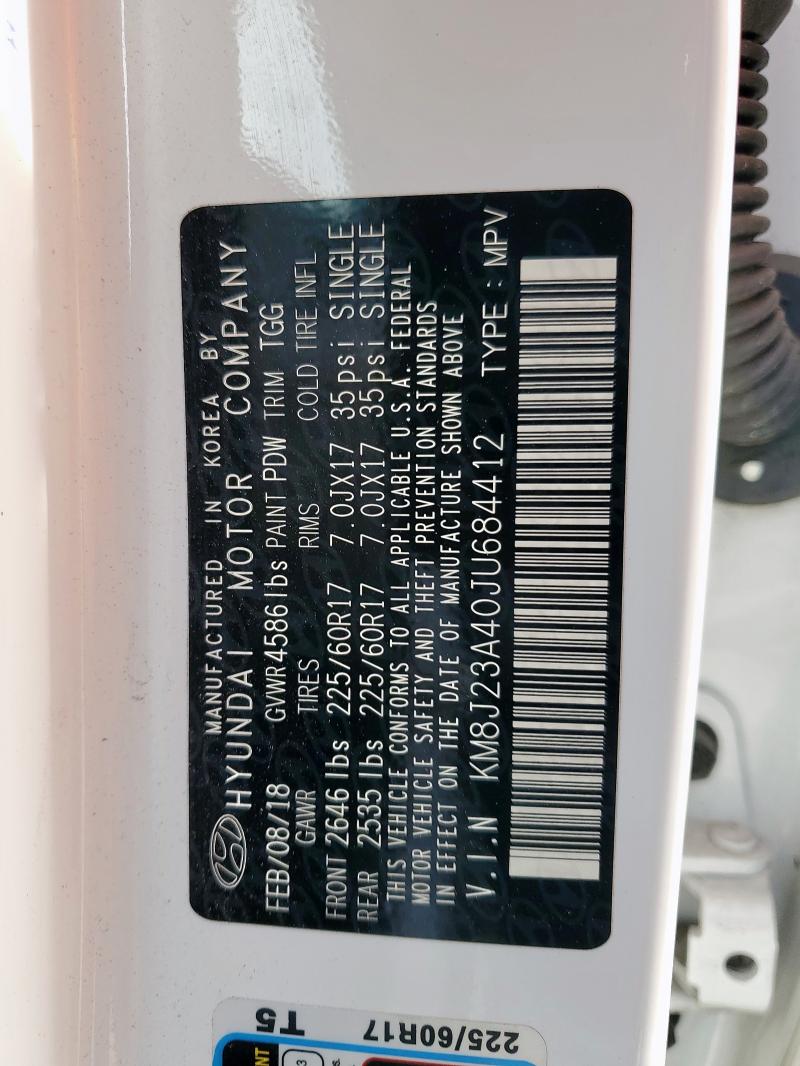 MANUFACTURED IN KOREA BY
HYUNDAI MOTOR COMPANY
FEB/08/18 GVWR 4586 lbs PAINT PDW TRIM TGG
GAWR TIRES RIMS COLD TIRE INFL
FRONT 2646 lbs 225/60R17 7.0JX17 35psi SINGLE
REAR 2535 lbs 225/60R17 7.0JX17 35psi SINGLE
THIS VEHICLE CONFORMS TO ALL APPLICABLE U.S.A. FEDERAL
MOTOR VEHICLE SAFETY AND THEFT PREVENTION STANDARDS
IN EFFECT ON THE DATE OF MANUFACTURE SHOWN ABOVE
V.I.N KM8J23A40JU684412 TYPE : MPV
T5
225/60R17